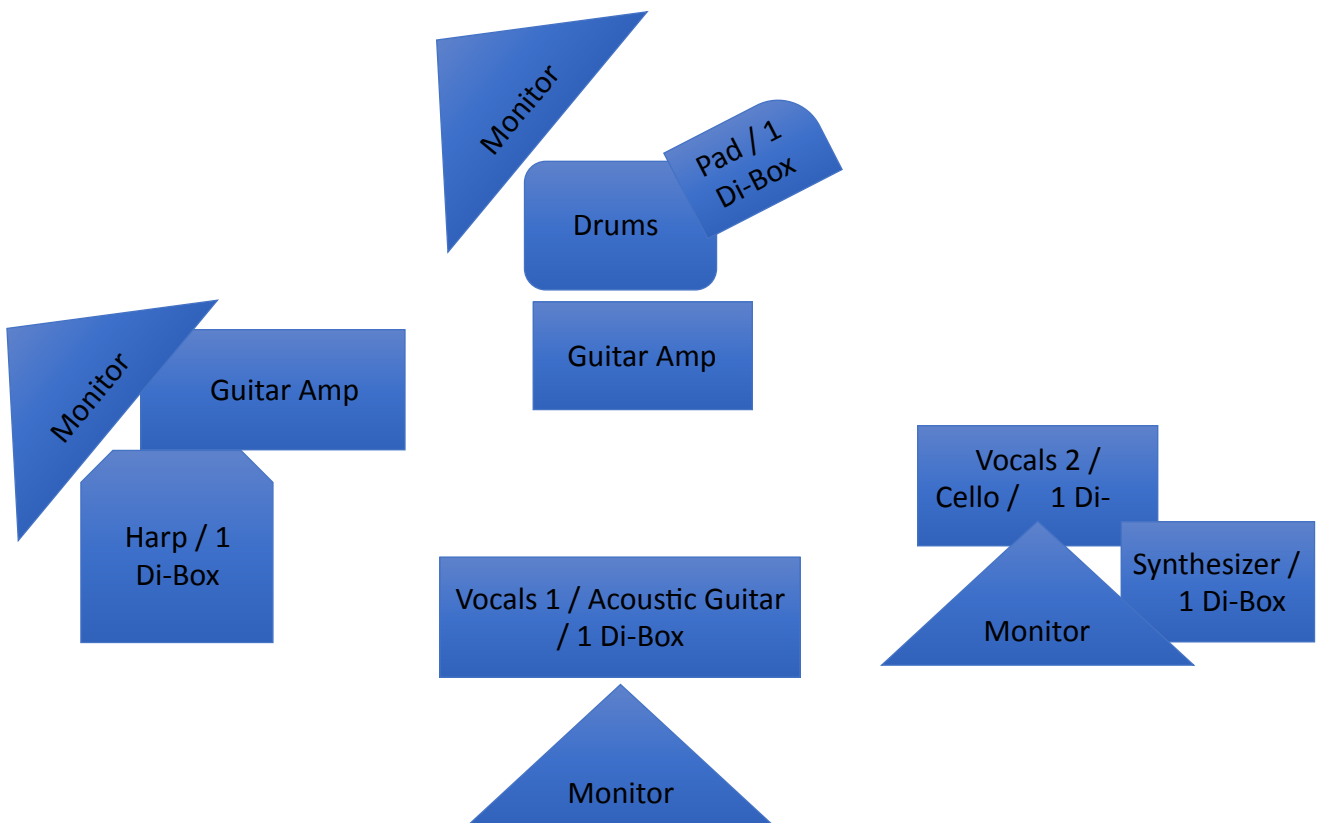 Monitor
Pad / 1
Di-Box
Drums
Guitar Amp
Monitor
Guitar Amp
Harp / 1
Di-Box
Vocals 2 /
Cello / 1 Di-
Synthesizer /
1 Di-Box
Monitor
Vocals 1 / Acoustic Guitar
/ 1 Di-Box
Monitor